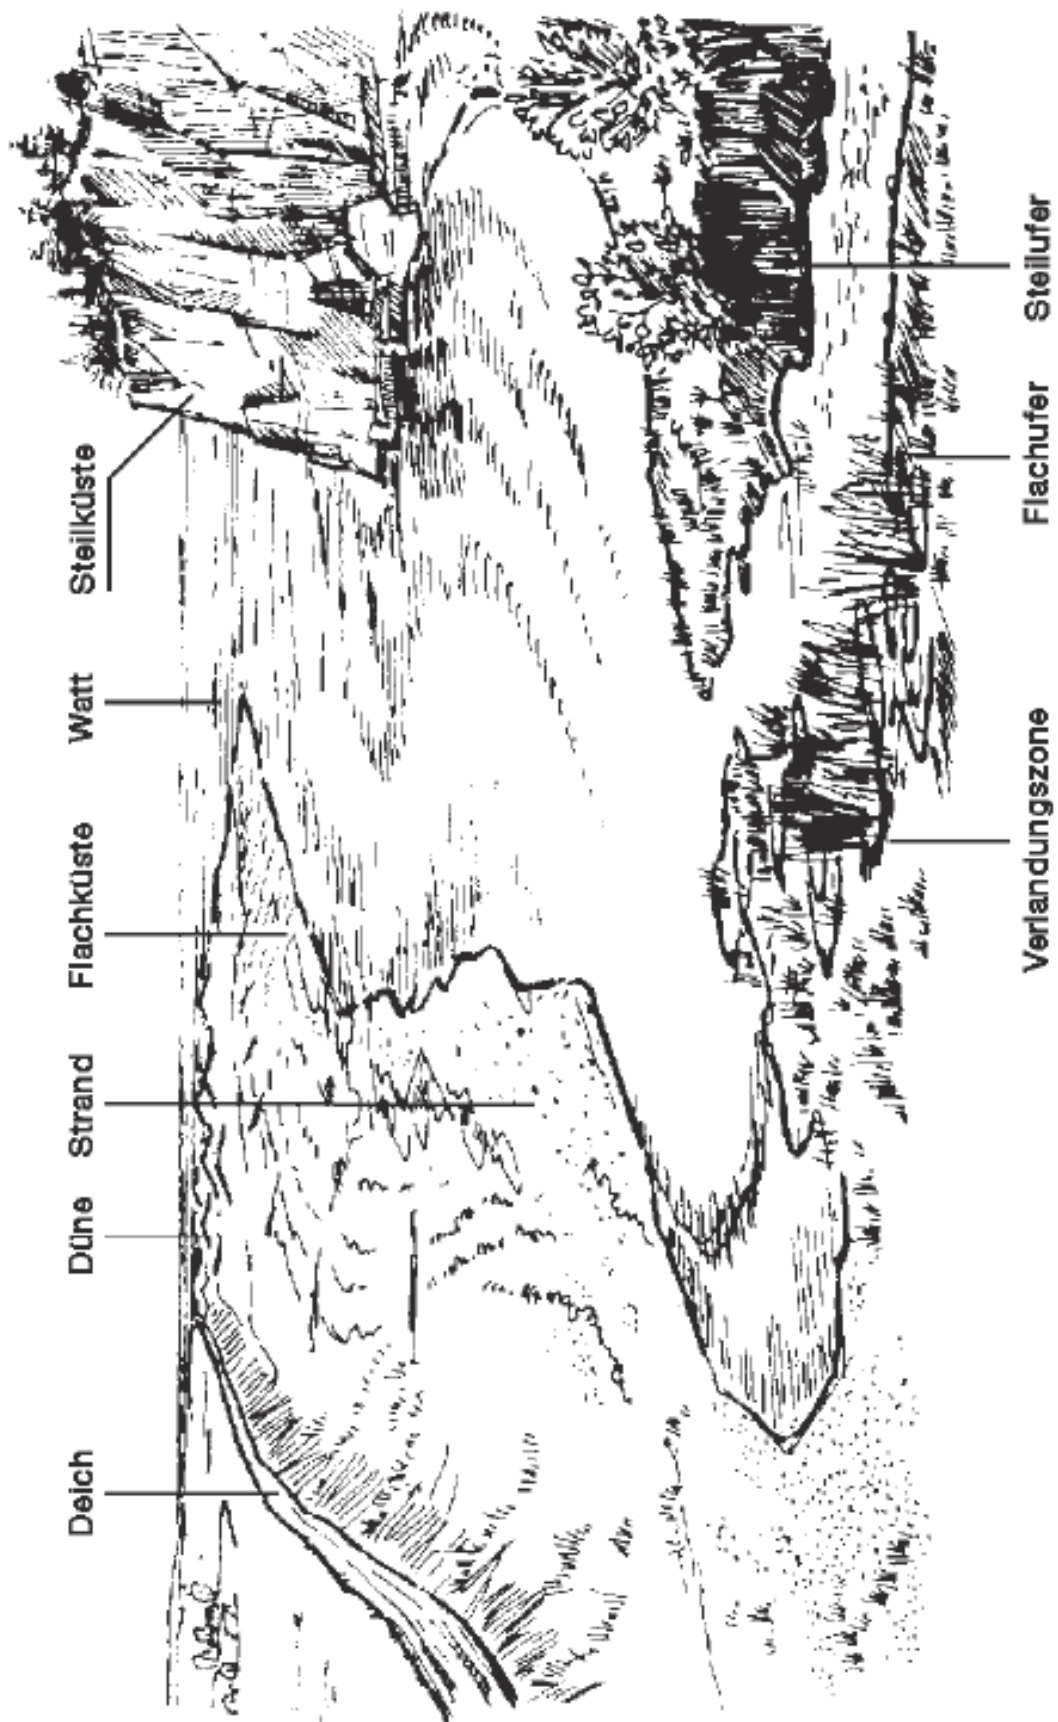 Deich
Düne
Strand
Flachküste
Watt
Steilküste
Verlandungszone
Flachufer
Steilufer